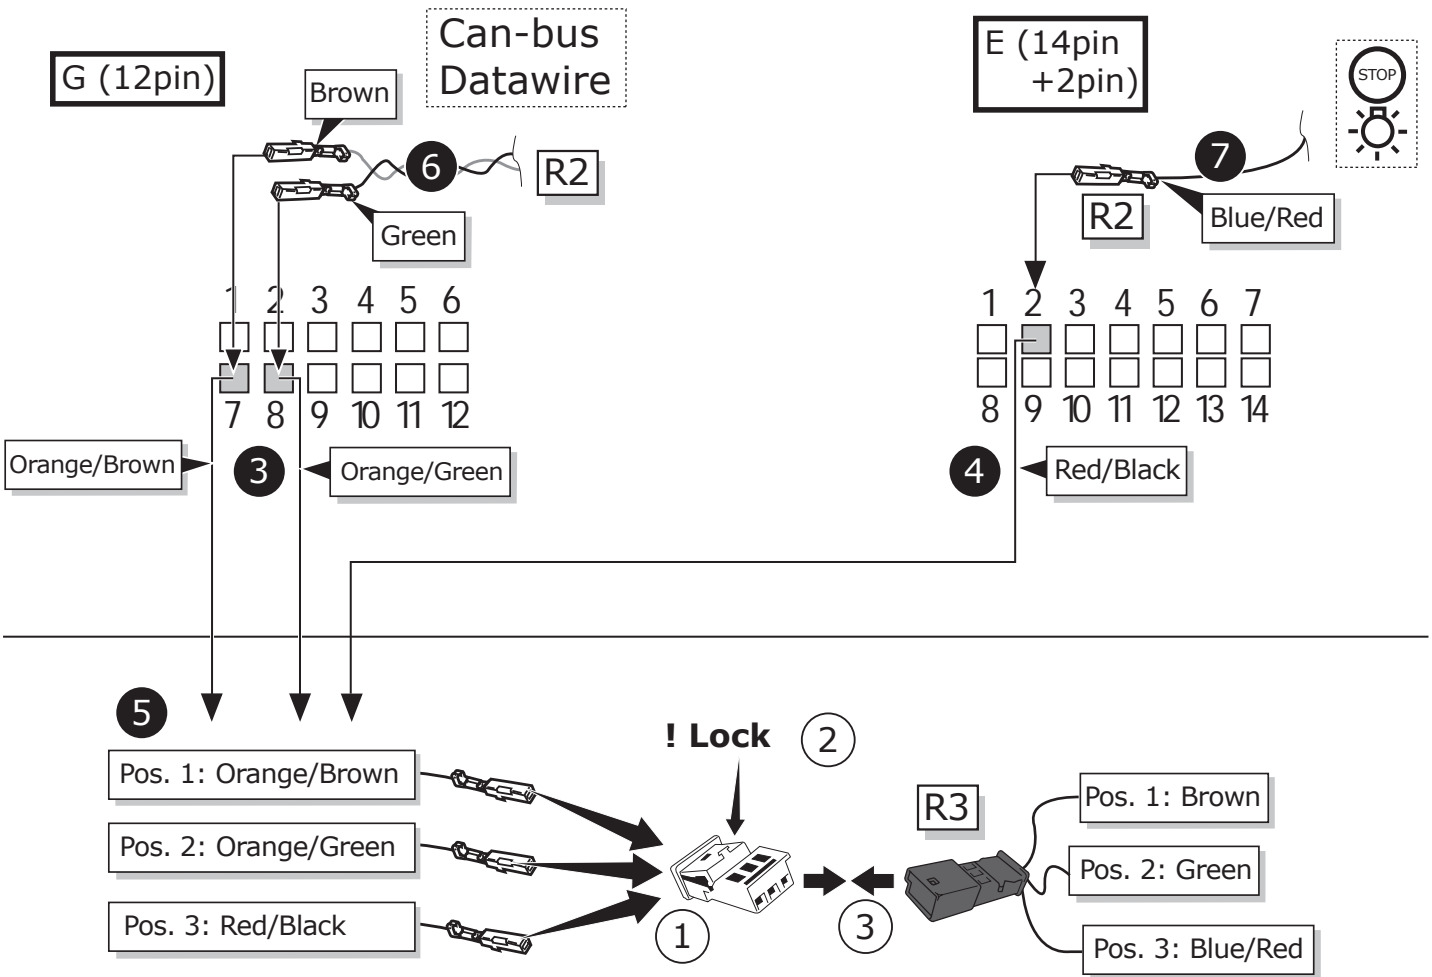 G (12pin)
Can-bus
Datawire
Brown
6
R2
Green
E (14pin
+2pin)
STOP
7
R2
Blue/Red
1 2 3 4 5 6
7 8 9 10 11 12
1 2 3 4 5 6 7
8 9 10 11 12 13 14
Orange/Brown
3
Orange/Green
4
Red/Black
5
Pos. 1: Orange/Brown
Pos. 2: Orange/Green
Pos. 3: Red/Black
! Lock
2
1
3
R3
Pos. 1: Brown
Pos. 2: Green
Pos. 3: Blue/Red